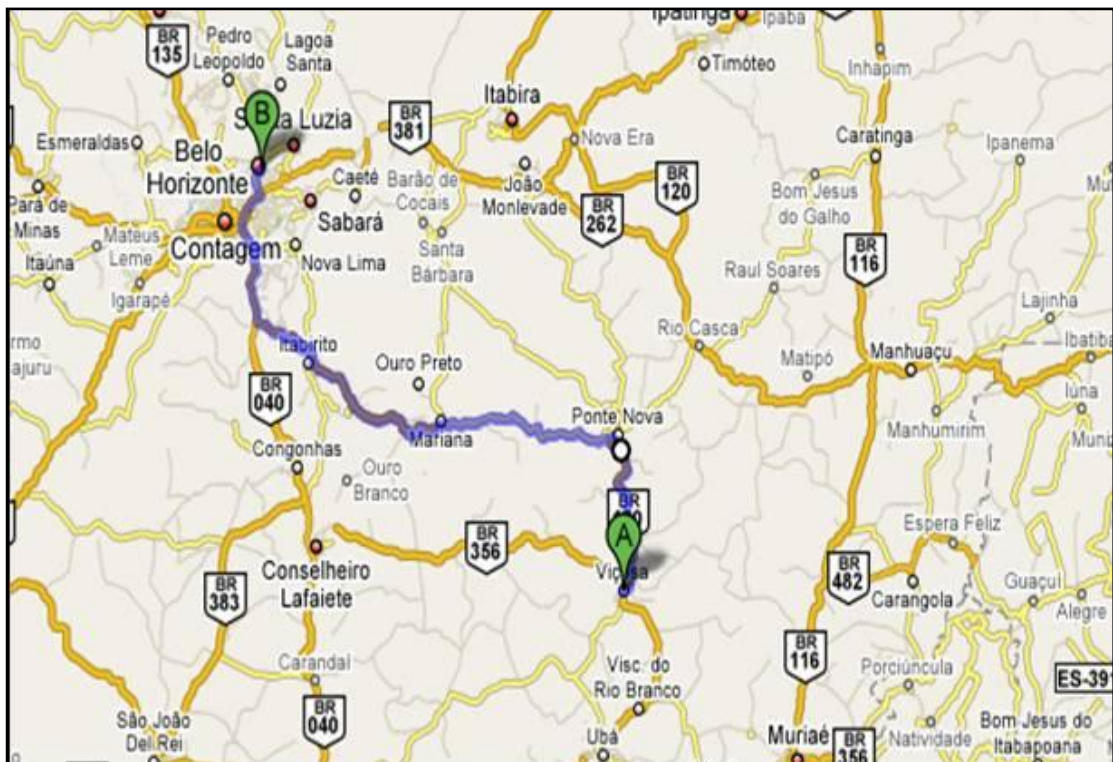 Ipatinga
Ipaba
BR
135
Pedro
Leopoldo
Lagoa
Santa
Timóteo
Inhapim
Itabira
BR
381
B
Luzia
Esmeraldas
Nova Era
Caratinga
Ipanema
Belo
Horizonte
Caeté
Barão de
Cocais
João
Monlevade
BR
120
Bom Jesus
do Galho
Pará de
Minas
Sabará
BR
262
Mateus
Leme
Contagem
Santa
Bárbara
BR
116
Itaúna
Nova Lima
Igarapé
Raul Soares
Lajinha
Rio Casca
Itabirito
Matipó
Manhuaçu
Ibatiba
Ouro Preto
BR
040
Iúna
Ponte Nova
Mariana
Manhumirim
Congonhas
Ouro
Branco
BR
A
BR
356
Espera Feliz
Viçosa
Conselheiro
Lafaiete
BR
383
BR
482
Carangola
Guaçuí
Alegre
BR
116
Carandaí
Visc. do
Rio Branco
Porciúncula
ES-391
BR
040
São João
Del Rei
Ubá
Muriaé
BR
356
Natividade
Bom Jesus do
Itabapoana